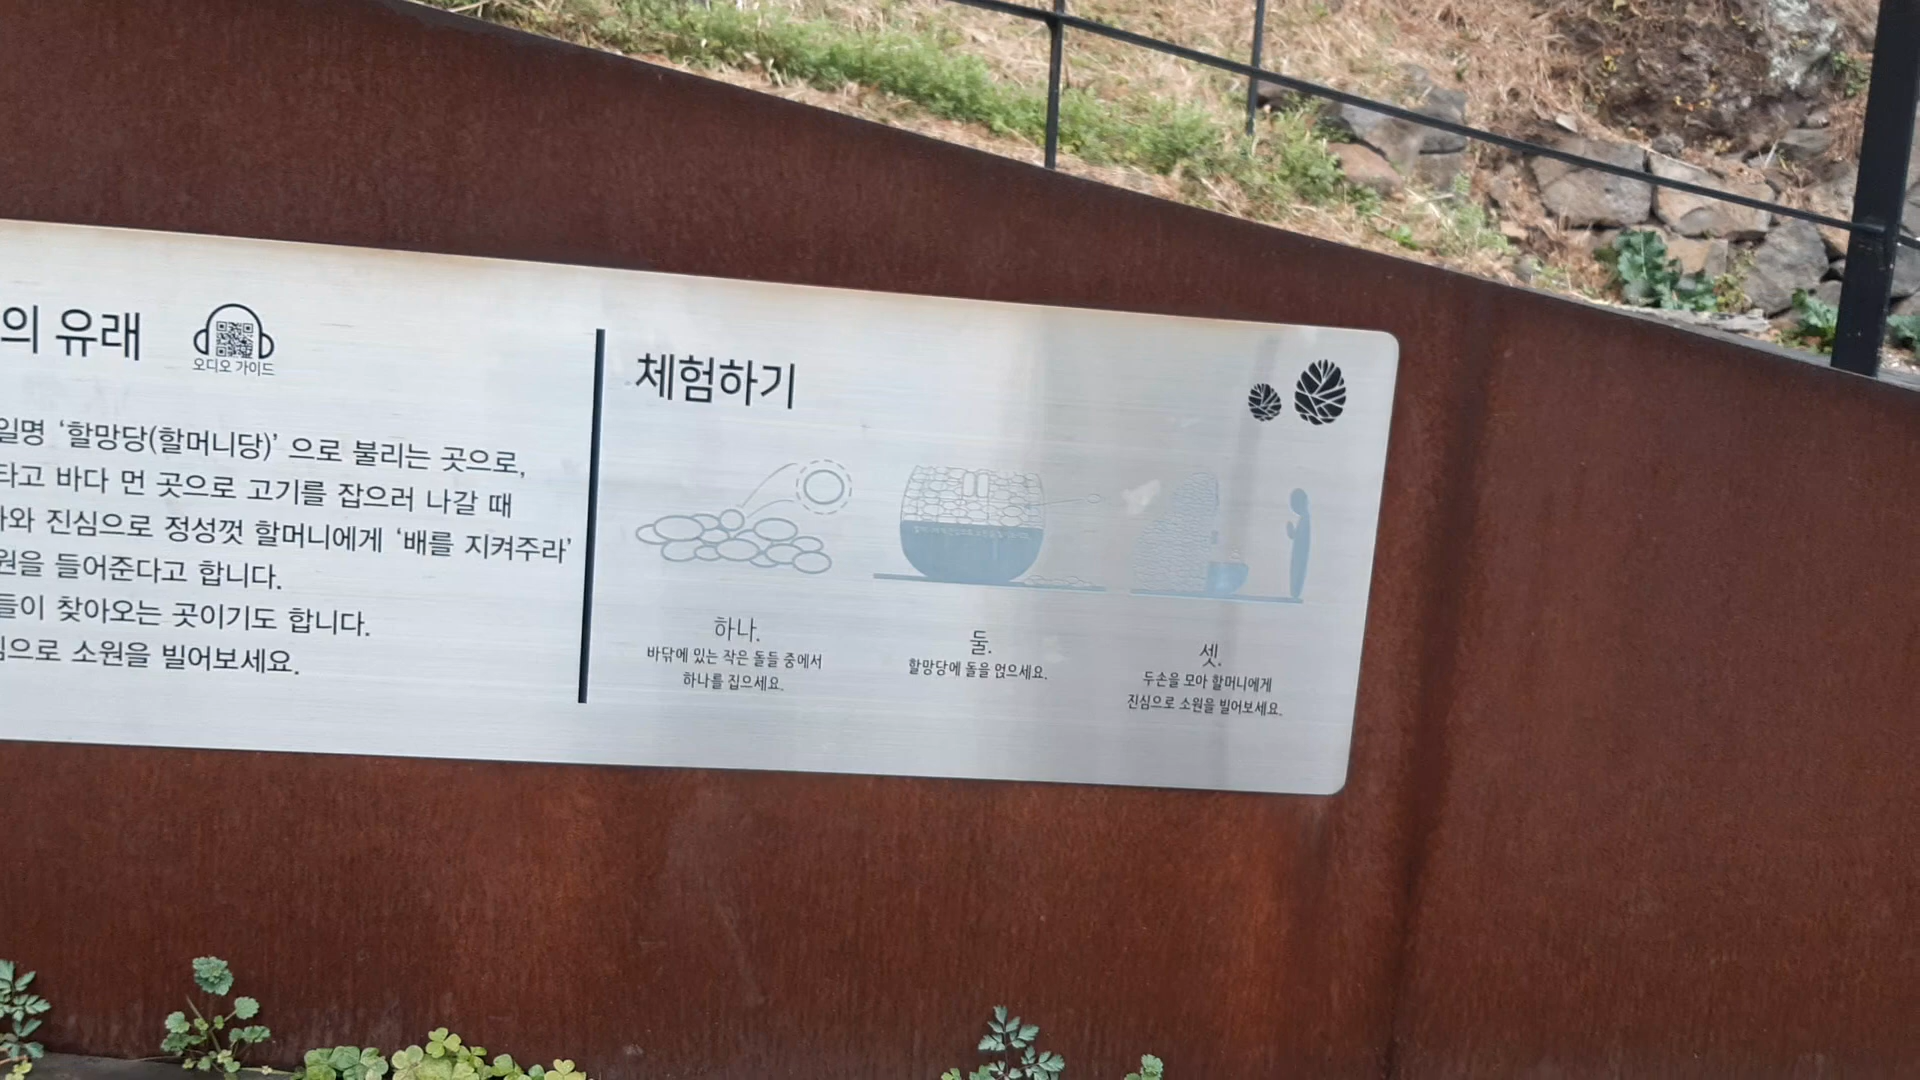 의 유래
오디오 가이드
일명 ‘할망당(할머니당)’ 으로 불리는 곳으로,
타고 바다 먼 곳으로 고기를 잡으러 나갈 때
와 진심으로 정성껏 할머니에게 ‘배를 지켜주라’
원을 들어준다고 합니다.
들이 찾아오는 곳이기도 합니다.
심으로 소원을 빌어보세요.
체험하기
하나.
바닦에 있는 작은 돌들 중에서
하나를 집으세요.
둘.
할망당에 돌을 얹으세요.
셋.
두손을 모아 할머니에게
진심으로 소원을 빌어보세요.